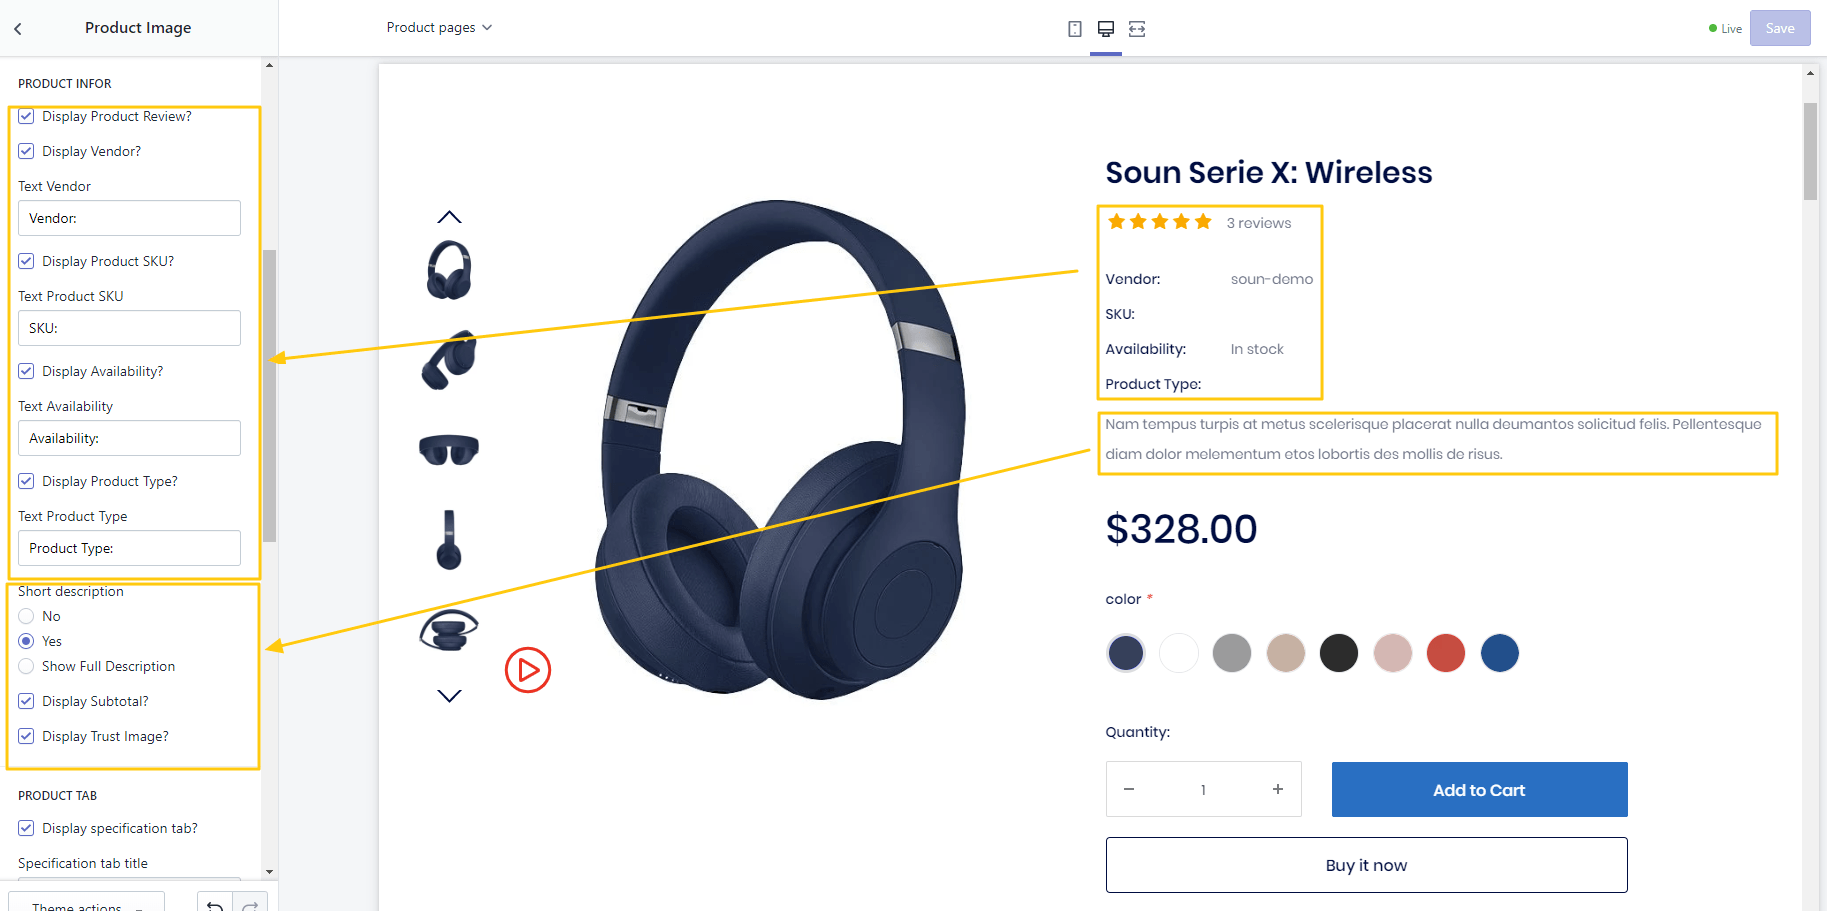 Product Image
Product pages
Live
Save
PRODUCT INFOR
Display Product Review?
Display Vendor?
Text Vendor
Vendor:
Display Product SKU?
Text Product SKU
SKU:
Display Availability?
Text Availability
Availability:
Display Product Type?
Text Product Type
Product Type:
Short description
No
Yes
Show Full Description
Display Subtotal?
Display Trust Image?
PRODUCT TAB
Display specification tab?
Specification tab title
Theme actions
Soun Serie X: Wireless
3 reviews
Vendor: soun-demo
SKU:
Availability: In stock
Product Type:
Nam tempus turpis at metus scelerisque placerat nulla deumantos solicitud felis. Pellentesque
diam dolor melementum etos lobortis des mollis de risus.
$328.00
color *
Quantity:
− 1 +
Add to Cart
Buy it now